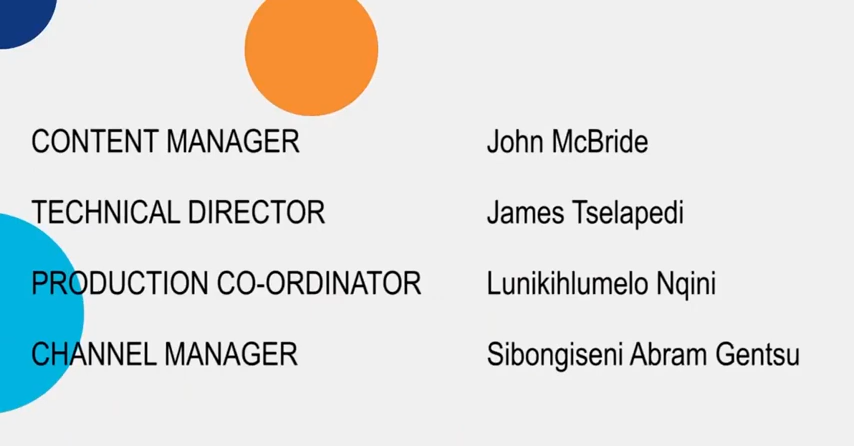 CONTENT MANAGER John McBride
TECHNICAL DIRECTOR James Tselapedi
PRODUCTION CO-ORDINATOR Lunikihlumelo Nqini
CHANNEL MANAGER Sibongiseni Abram Gentsu